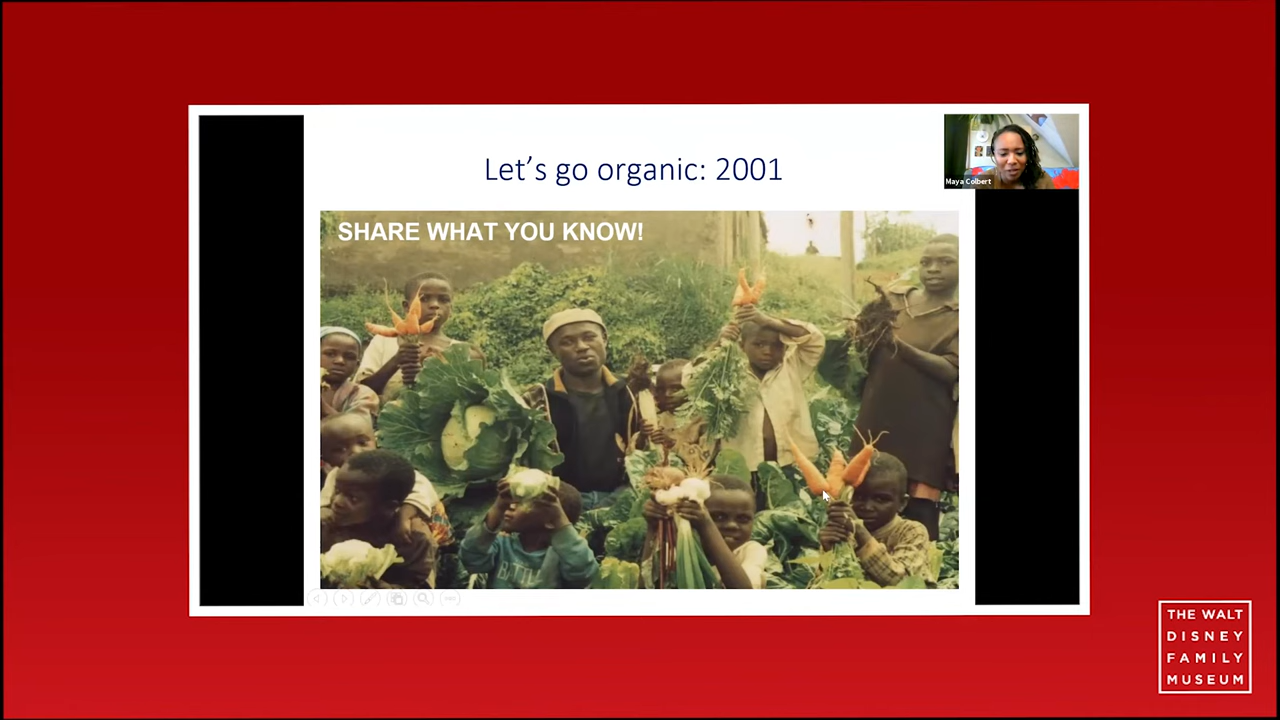 Let's go organic: 2001
Maya Colbert
SHARE WHAT YOU KNOW!
THE WALT
DISNEY
FAMILY
MUSEUM